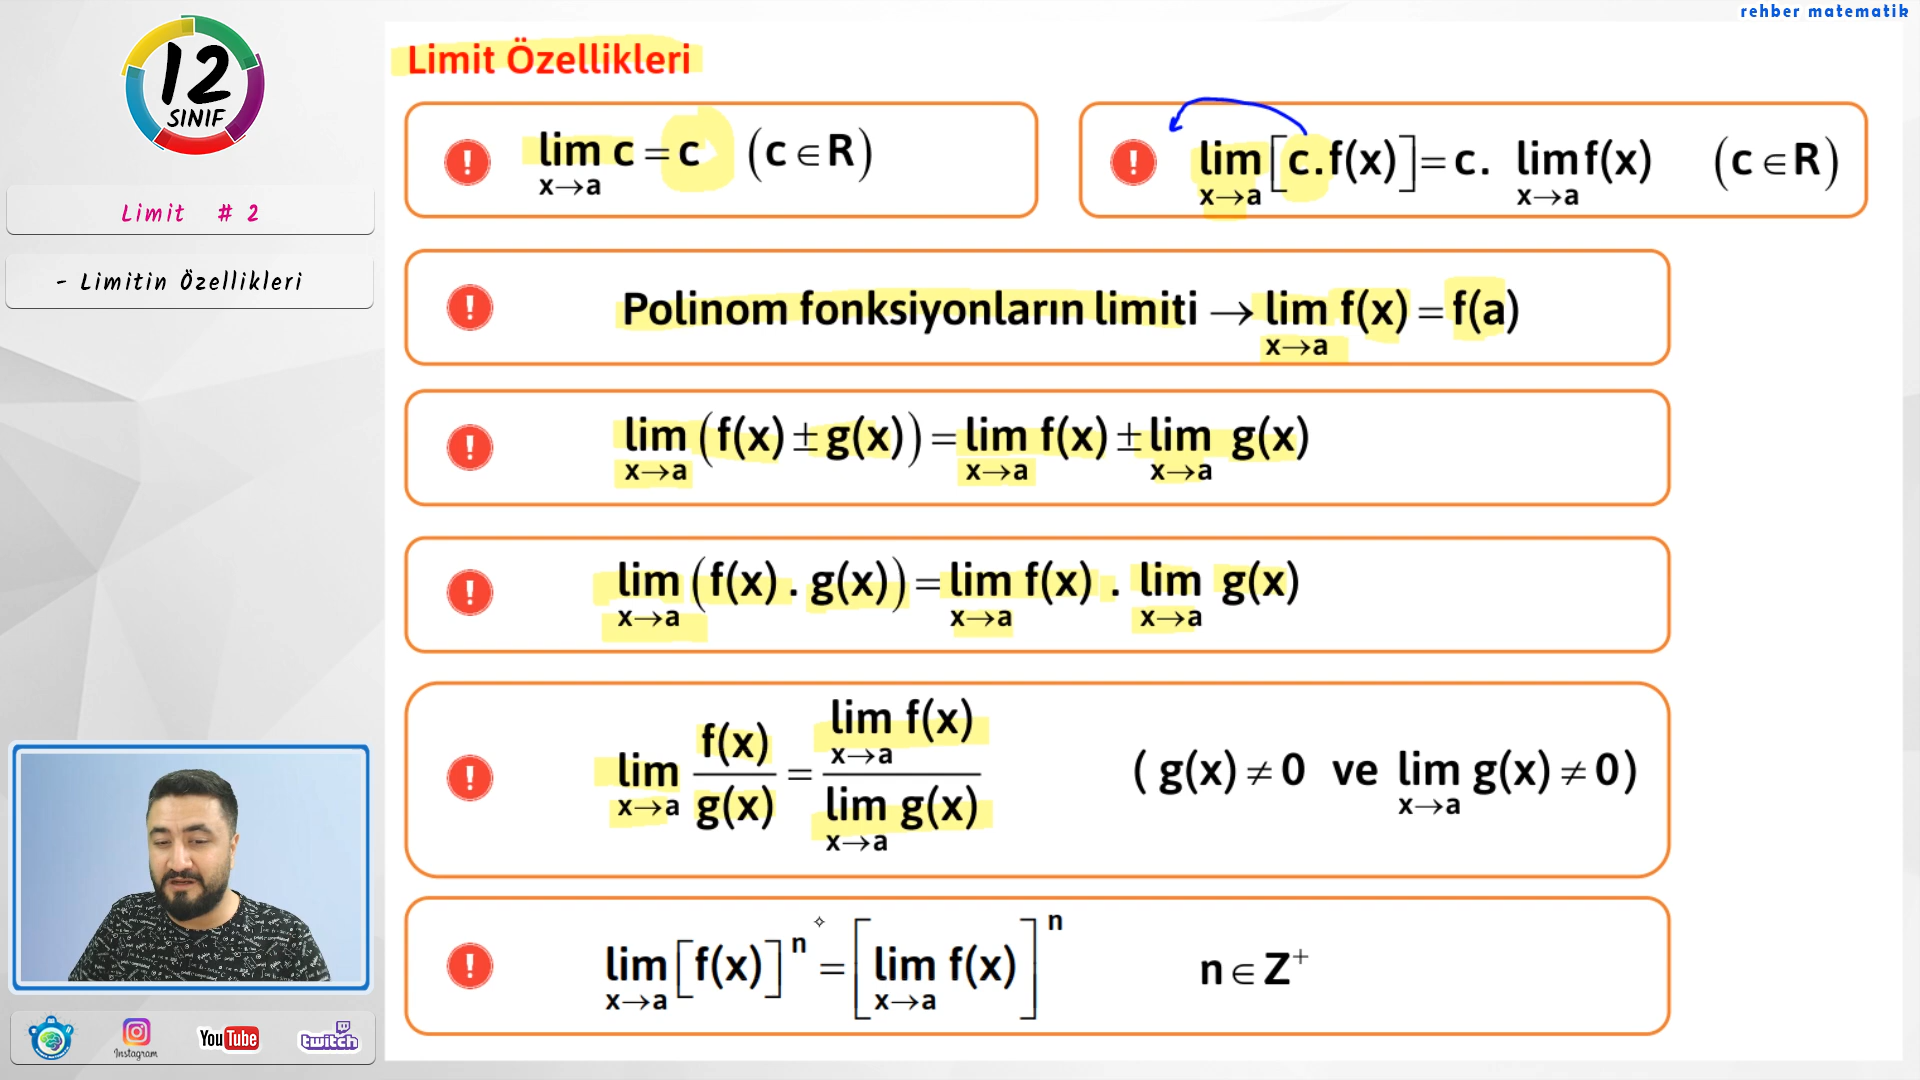 rehber matematik
12
SINIF
Limit # 2
- Limitin Özellikleri
Limit Özellikleri
! lim c = c (c ∈ R)
x→a
! lim [c.f(x)] = c. lim f(x) (c ∈ R)
x→a x→a
! Polinom fonksiyonların limiti → lim f(x) = f(a)
x→a
! lim (f(x) ± g(x)) = lim f(x) ± lim g(x)
x→a x→a x→a
! lim (f(x) . g(x)) = lim f(x) . lim g(x)
x→a x→a x→a
! lim f(x)/g(x) = lim f(x) / lim g(x) ( g(x) ≠ 0 ve lim g(x) ≠ 0)
x→a x→a x→a x→a
! lim [f(x)]ⁿ = [lim f(x)]ⁿ n ∈ Z⁺
x→a x→a
Instagram
YouTube
twitch